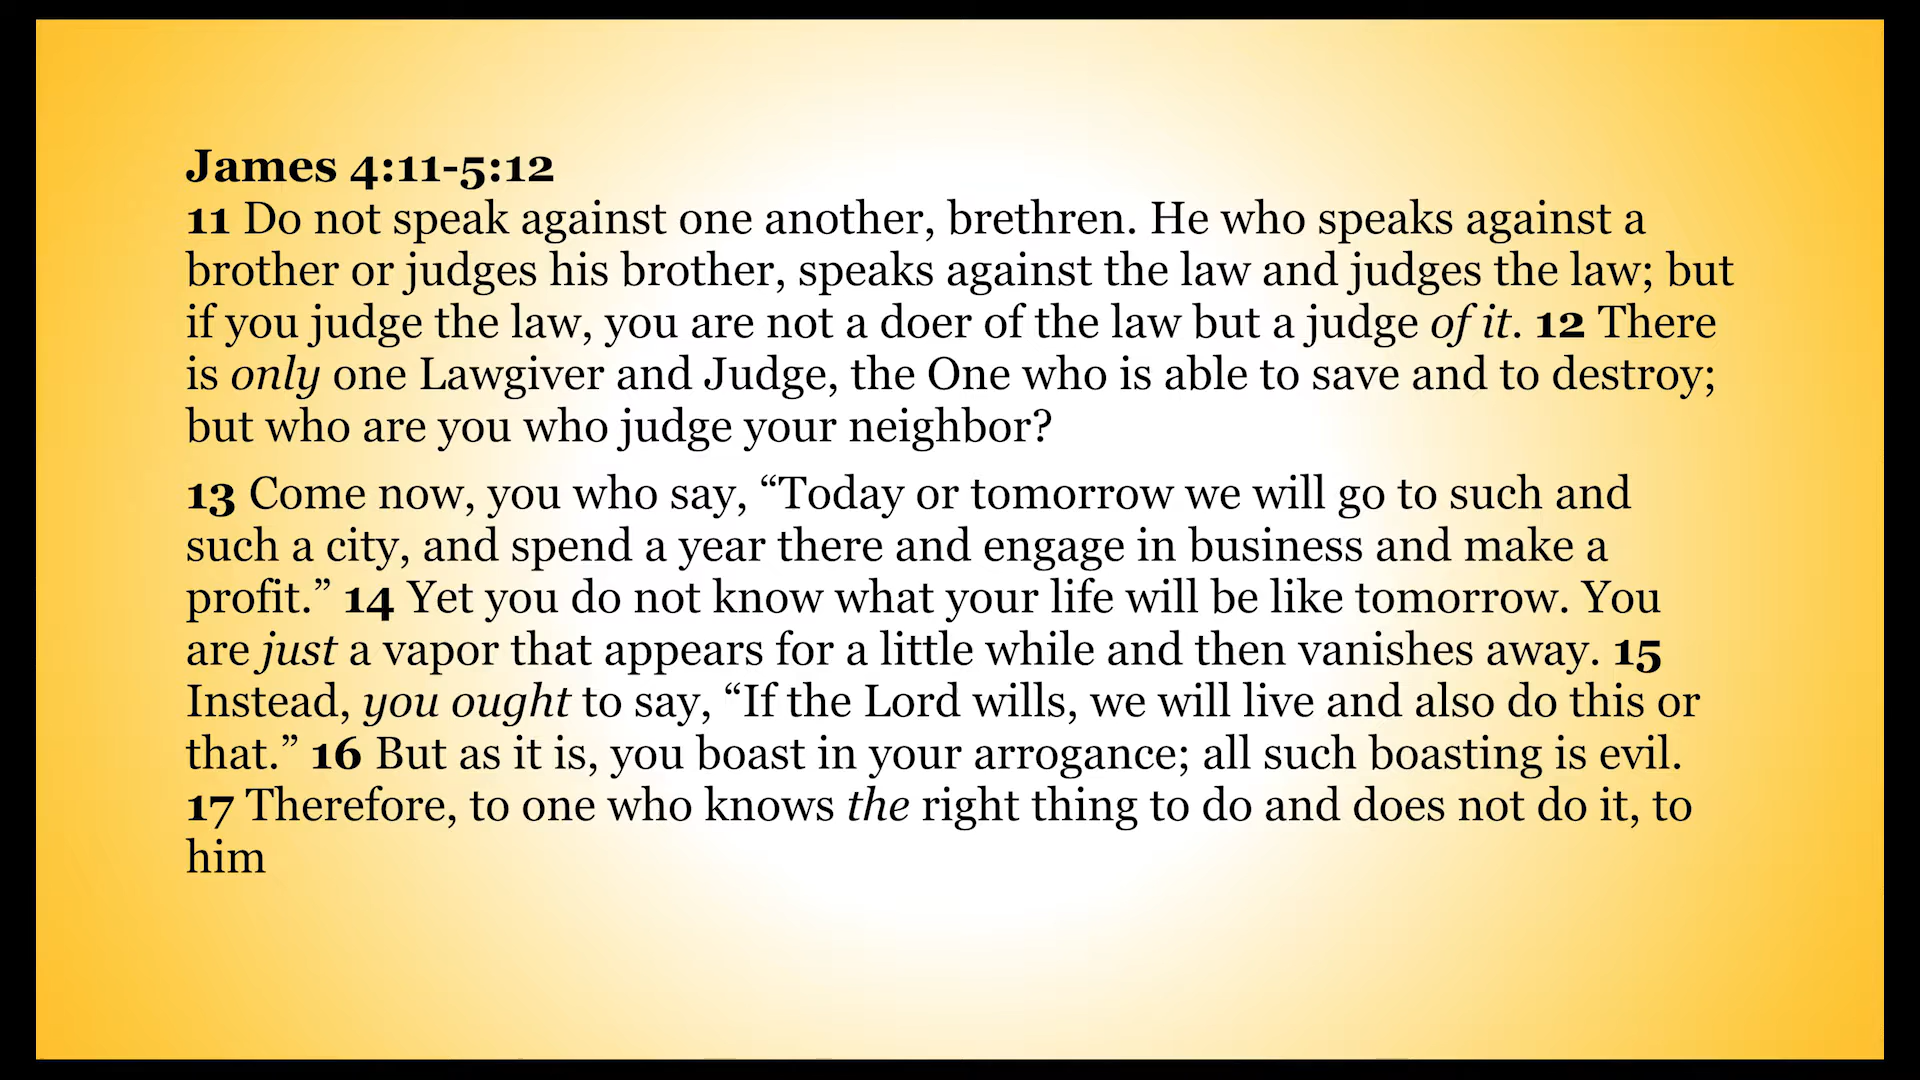 James 4:11-5:12
11 Do not speak against one another, brethren. He who speaks against a
brother or judges his brother, speaks against the law and judges the law; but
if you judge the law, you are not a doer of the law but a judge of it. 12 There
is only one Lawgiver and Judge, the One who is able to save and to destroy;
but who are you who judge your neighbor?
13 Come now, you who say, “Today or tomorrow we will go to such and
such a city, and spend a year there and engage in business and make a
profit.” 14 Yet you do not know what your life will be like tomorrow. You
are just a vapor that appears for a little while and then vanishes away. 15
Instead, you ought to say, “If the Lord wills, we will live and also do this or
that.” 16 But as it is, you boast in your arrogance; all such boasting is evil.
17 Therefore, to one who knows the right thing to do and does not do it, to
him